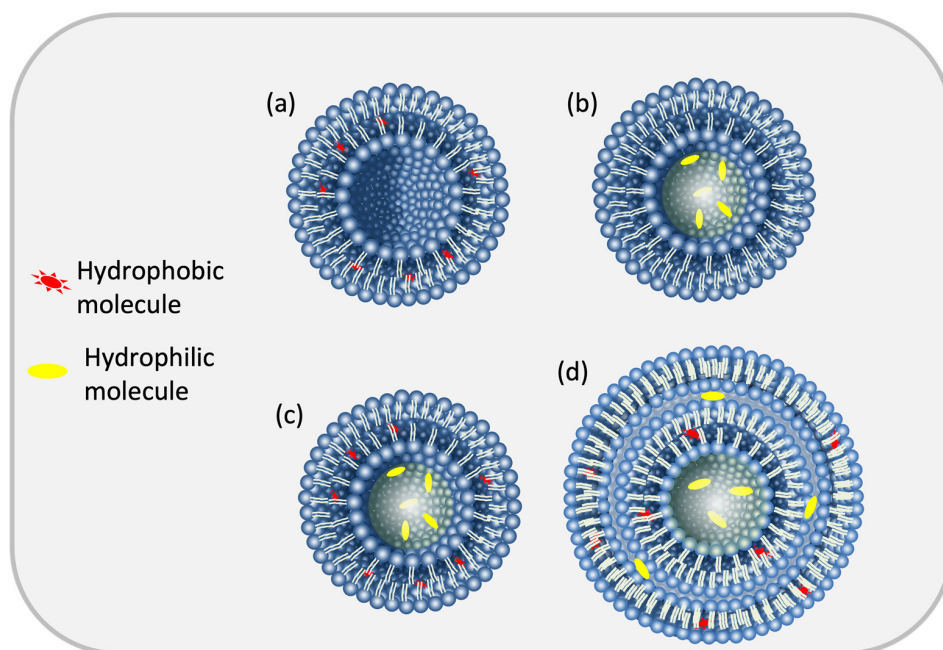 (a)
(b)
Hydrophobic
molecule
Hydrophilic
molecule
(c)
(d)